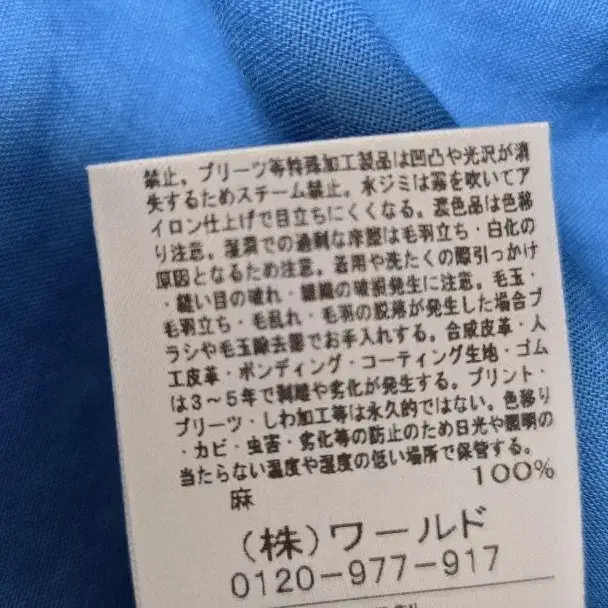 禁止。プリーツ等特殊加工製品は凹凸や光沢が消
失するためスチーム禁止。水ジミは霧を吹いてア
イロン仕上げで目立ちにくくなる。濃色品は色移
り注意。湿潤での過剰な摩擦は毛羽立ち・白化の
原因となるため注意。着用や洗たくの際引っかけ
・縫い目の破れ・組織の破損発生に注意。毛玉・
毛羽立ち・毛乱れ・毛羽の脱落が発生した場合ブ
ラシや毛玉除去器でお手入れする。合成皮革・人
工皮革・ボンディング・コーティング生地・ゴム
は3〜5年で剥離や劣化が発生する。プリント・
プリーツ・しわ加工等は永久的ではない。色移り
・カビ・虫害・劣化等の防止のため日光や照明の
当たらない温度や湿度の低い場所で保管する。
麻 100%
(株)ワールド
0120-977-917